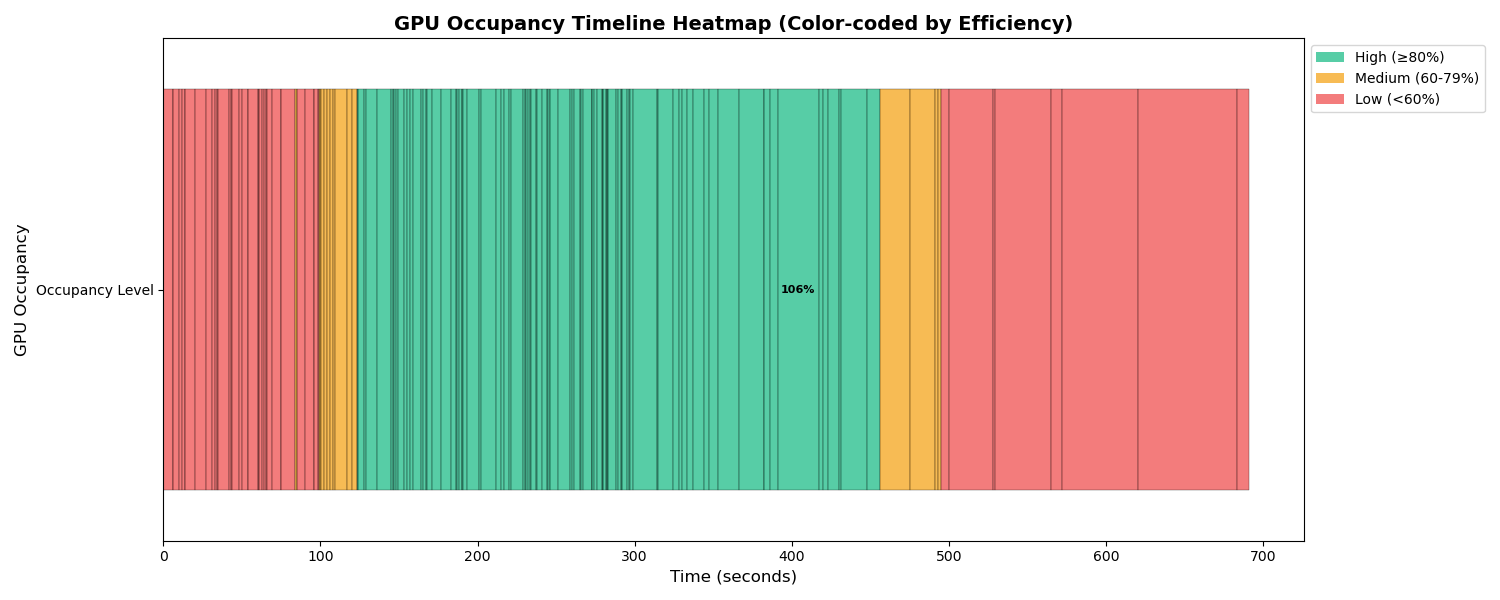 GPU Occupancy Timeline Heatmap (Color-coded by Efficiency)
High (≥80%)
Medium (60-79%)
Low (<60%)
GPU Occupancy
Occupancy Level
106%
0 100 200 300 400 500 600 700
Time (seconds)